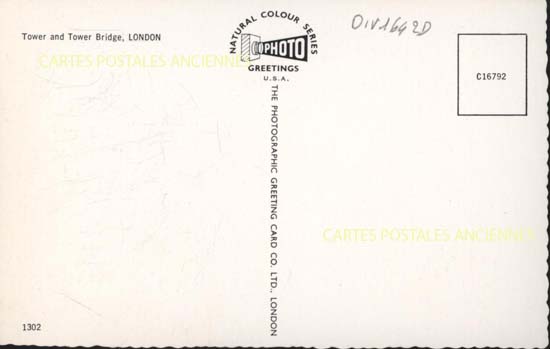 Tower and Tower Bridge, LONDON
CARTES POSTALES ANCIENNES
NATURAL COLOUR SERIES
PHOTO
GREETINGS
U.S.A.
DIV1642D
C16792
THE PHOTOGRAPHIC GREETING CARD CO. LTD., LONDON
CARTES POSTALES ANCIENNES
1302